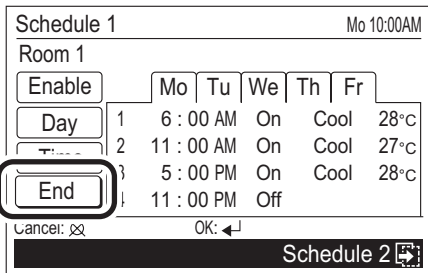 Schedule 1 Mo 10:00AM
Room 1
Enable Mo Tu We Th Fr
Day 1 6 : 00 AM On Cool 28°C
2 11 : 00 AM On Cool 27°C
5 : 00 PM On Cool 28°C
End 11 : 00 PM Off
Cancel: OK:
Schedule 2